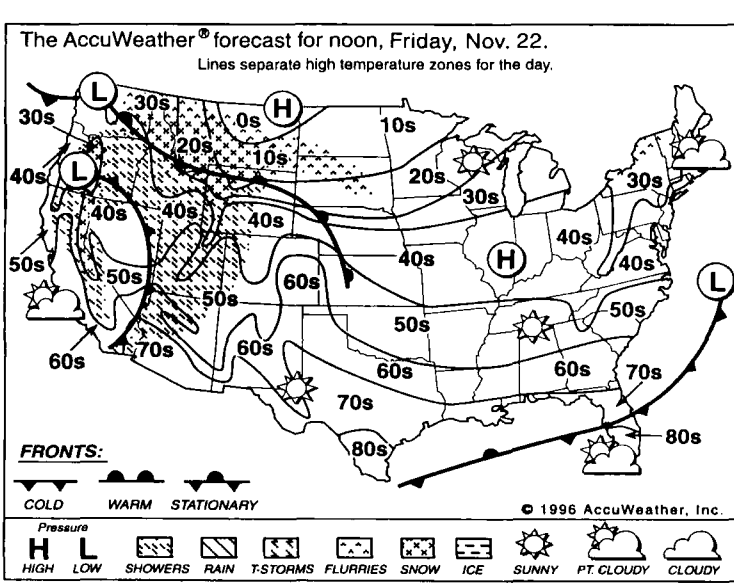 The AccuWeather® forecast for noon, Friday, Nov. 22.
Lines separate high temperature zones for the day.
L
30s
0s
H
30s
10s
20s
10s
L
40s
20s
30s
30s
40s
40s
40s
40s
40s
H
40s
50s
50s
60s
L
50s
50s
50s
60s
70s
60s
60s
60s
70s
70s
80s
80s
FRONTS:
COLD WARM STATIONARY
© 1996 AccuWeather, Inc.
Pressure
H L
HIGH LOW SHOWERS RAIN T-STORMS FLURRIES SNOW ICE SUNNY PT. CLOUDY CLOUDY